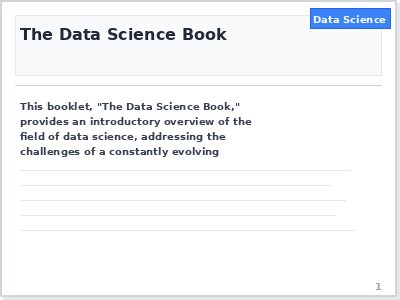 Data Science
The Data Science Book
This booklet, "The Data Science Book,"
provides an introductory overview of the
field of data science, addressing the
challenges of a constantly evolving
1